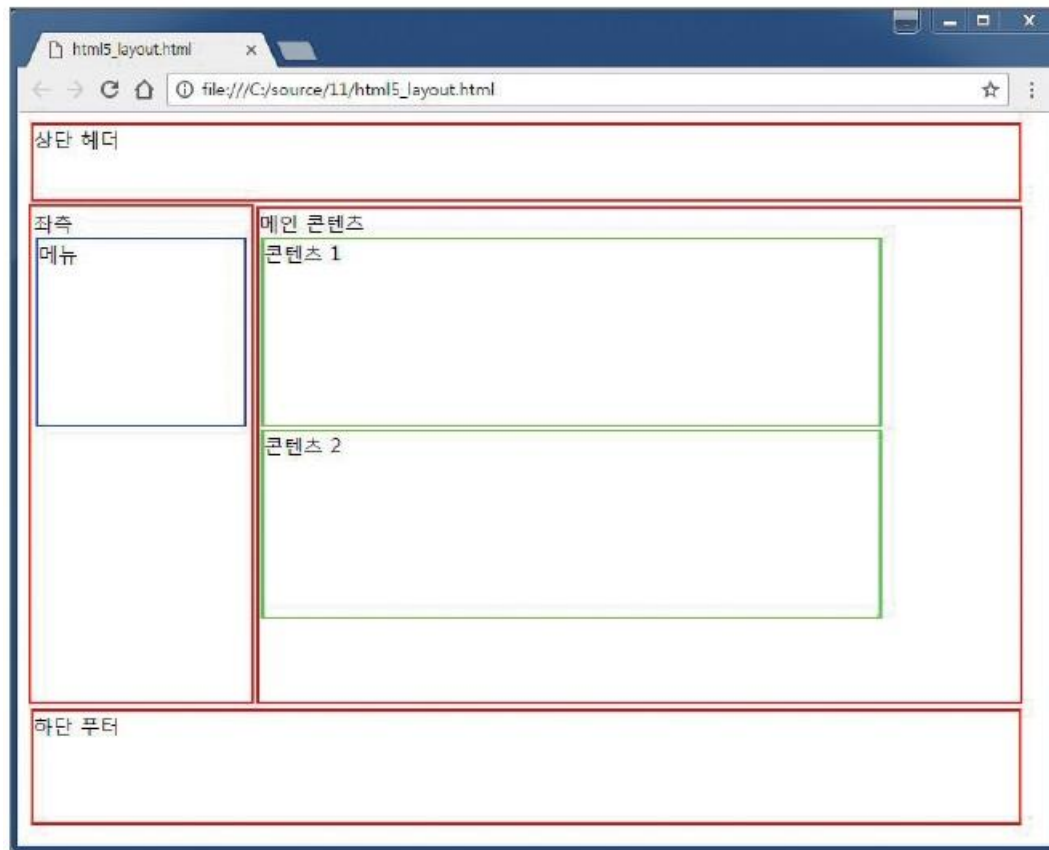 html5_layout.html
file:///C:/source/11/html5_layout.html
상단 헤더
좌측
메뉴
메인 콘텐츠
콘텐츠 1
콘텐츠 2
하단 푸터